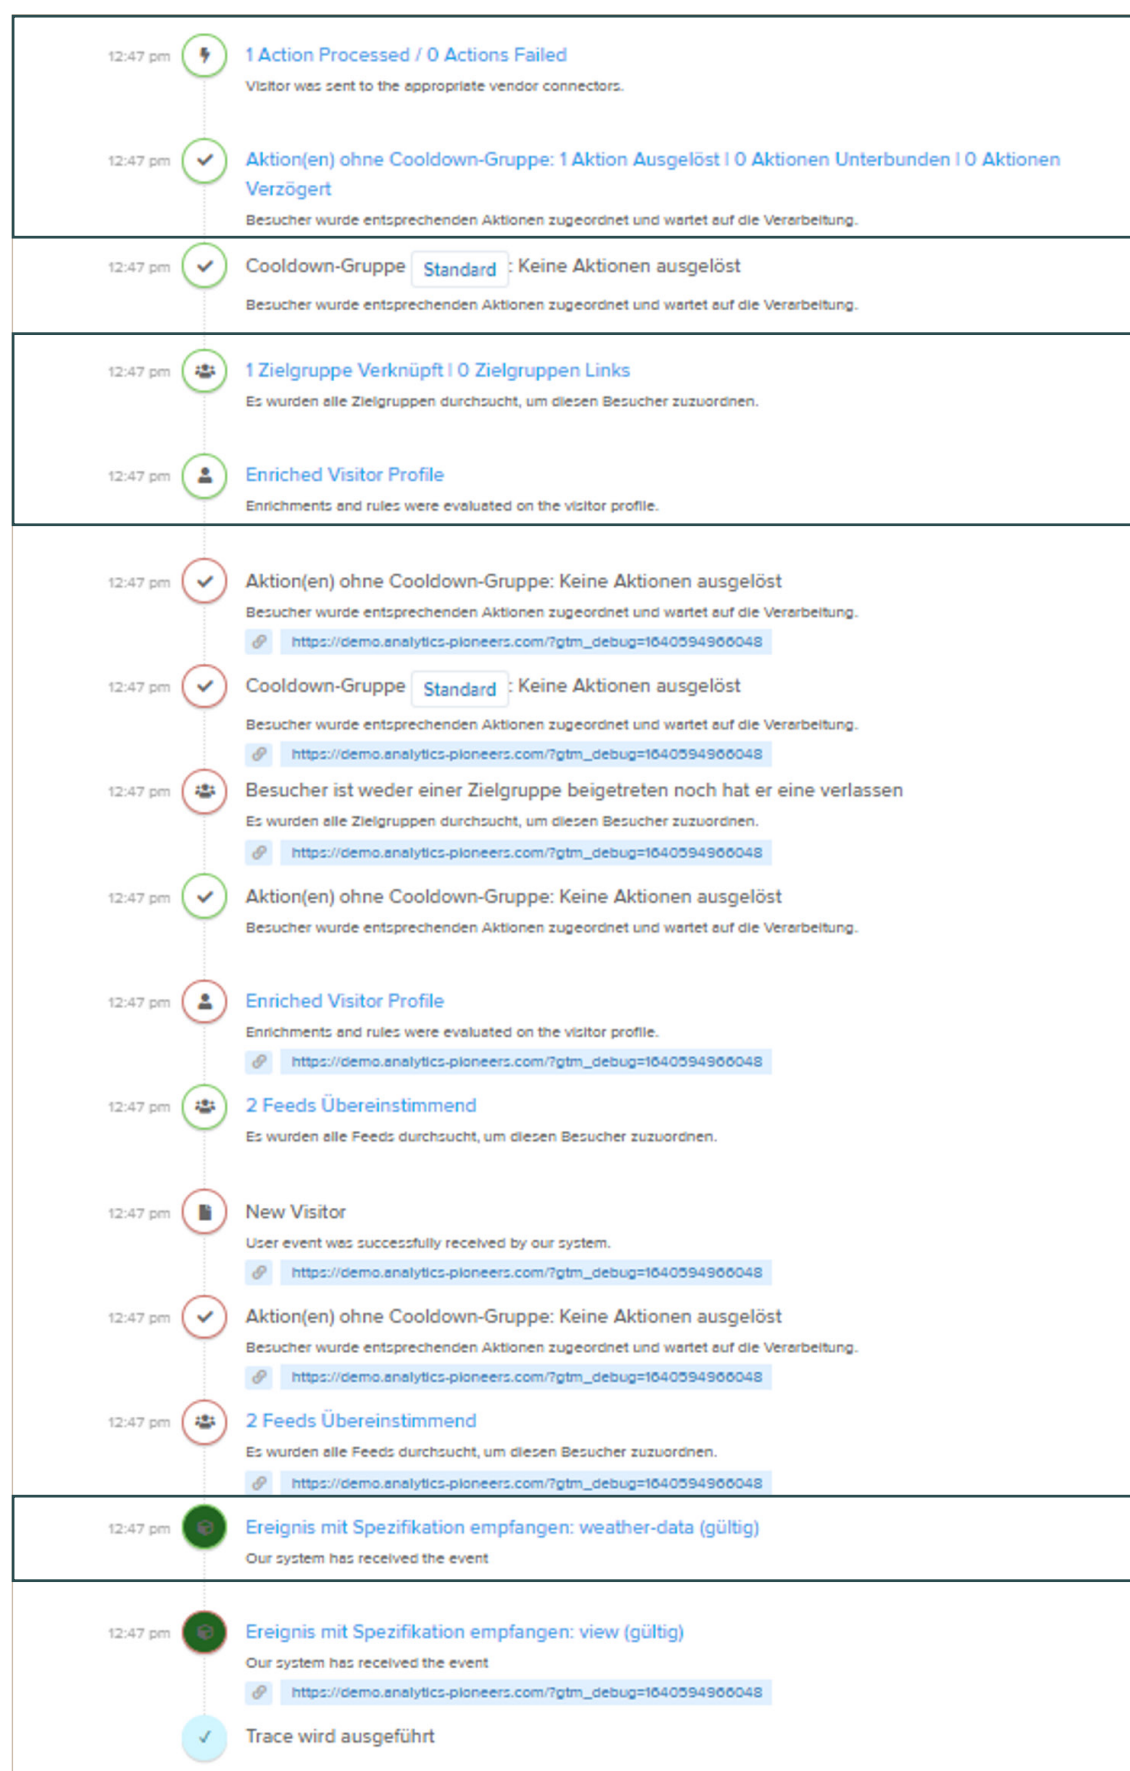 12:47 pm 1 Action Processed / 0 Actions Failed
Visitor was sent to the appropriate vendor connectors.
12:47 pm Aktion(en) ohne Cooldown-Gruppe: 1 Aktion Ausgelöst | 0 Aktionen Unterbunden | 0 Aktionen
Verzögert
Besucher wurde entsprechenden Aktionen zugeordnet und wartet auf die Verarbeitung.
12:47 pm Cooldown-Gruppe Standard : Keine Aktionen ausgelöst
Besucher wurde entsprechenden Aktionen zugeordnet und wartet auf die Verarbeitung.
12:47 pm 1 Zielgruppe Verknüpft | 0 Zielgruppen Links
Es wurden alle Zielgruppen durchsucht, um diesen Besucher zuzuordnen.
12:47 pm Enriched Visitor Profile
Enrichments and rules were evaluated on the visitor profile.
12:47 pm Aktion(en) ohne Cooldown-Gruppe: Keine Aktionen ausgelöst
Besucher wurde entsprechenden Aktionen zugeordnet und wartet auf die Verarbeitung.
https://demo.analytics-pioneers.com/?gtm_debug=1640594966048
12:47 pm Cooldown-Gruppe Standard : Keine Aktionen ausgelöst
Besucher wurde entsprechenden Aktionen zugeordnet und wartet auf die Verarbeitung.
https://demo.analytics-pioneers.com/?gtm_debug=1640594966048
12:47 pm Besucher ist weder einer Zielgruppe beigetreten noch hat er eine verlassen
Es wurden alle Zielgruppen durchsucht, um diesen Besucher zuzuordnen.
https://demo.analytics-pioneers.com/?gtm_debug=1640594966048
12:47 pm Aktion(en) ohne Cooldown-Gruppe: Keine Aktionen ausgelöst
Besucher wurde entsprechenden Aktionen zugeordnet und wartet auf die Verarbeitung.
12:47 pm Enriched Visitor Profile
Enrichments and rules were evaluated on the visitor profile.
https://demo.analytics-pioneers.com/?gtm_debug=1640594966048
12:47 pm 2 Feeds Übereinstimmend
Es wurden alle Feeds durchsucht, um diesen Besucher zuzuordnen.
12:47 pm New Visitor
User event was successfully received by our system.
https://demo.analytics-pioneers.com/?gtm_debug=1640594966048
12:47 pm Aktion(en) ohne Cooldown-Gruppe: Keine Aktionen ausgelöst
Besucher wurde entsprechenden Aktionen zugeordnet und wartet auf die Verarbeitung.
https://demo.analytics-pioneers.com/?gtm_debug=1640594966048
12:47 pm 2 Feeds Übereinstimmend
Es wurden alle Feeds durchsucht, um diesen Besucher zuzuordnen.
https://demo.analytics-pioneers.com/?gtm_debug=1640594966048
12:47 pm Ereignis mit Spezifikation empfangen: weather-data (gültig)
Our system has received the event
12:47 pm Ereignis mit Spezifikation empfangen: view (gültig)
Our system has received the event
https://demo.analytics-pioneers.com/?gtm_debug=1640594966048
Trace wird ausgeführt